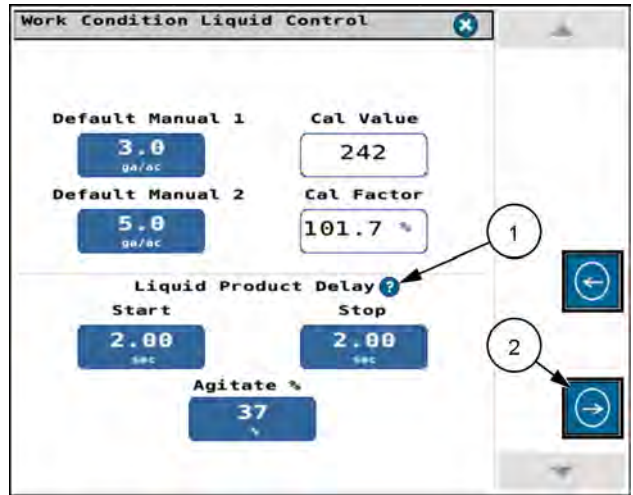 Work Condition Liquid Control
Default Manual 1 Cal Value
3.0 242
ga/ac
Default Manual 2 Cal Factor
5.0 101.7 %
ga/ac
1
Liquid Product Delay ?
Start Stop
2.00 2.00
sec sec
2
Agitate %
37
%